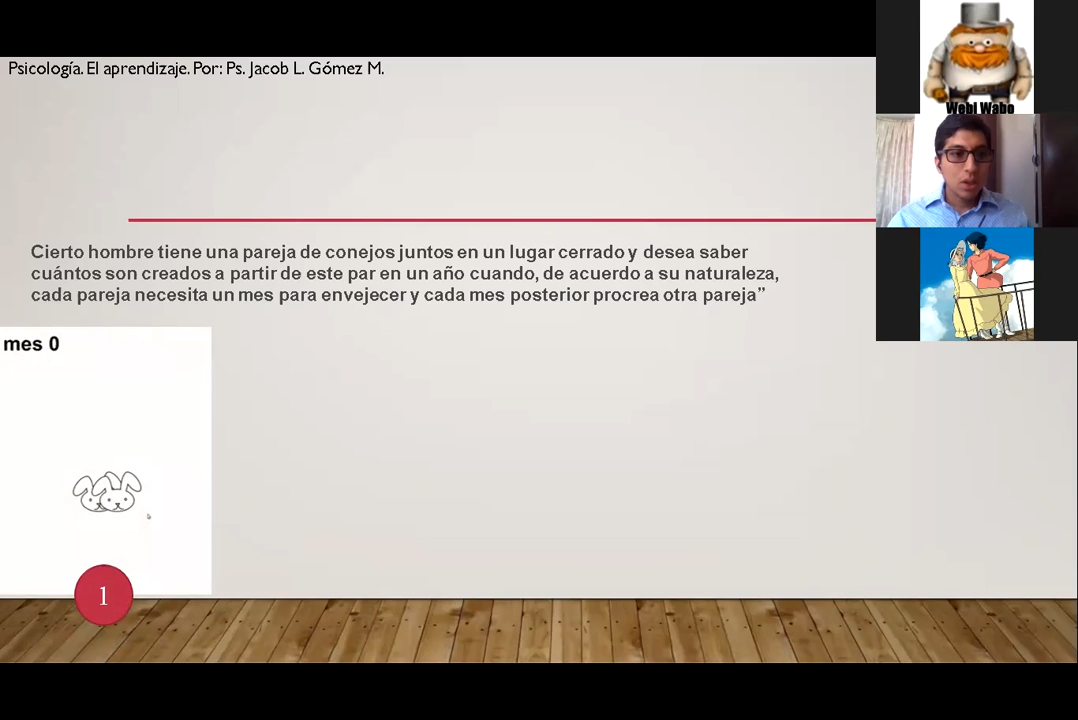 Psicología. El aprendizaje. Por: Ps. Jacob L. Gómez M.
Webl Wabo
Cierto hombre tiene una pareja de conejos juntos en un lugar cerrado y desea saber
cuántos son creados a partir de este par en un año cuando, de acuerdo a su naturaleza,
cada pareja necesita un mes para envejecer y cada mes posterior procrea otra pareja”
mes 0
1